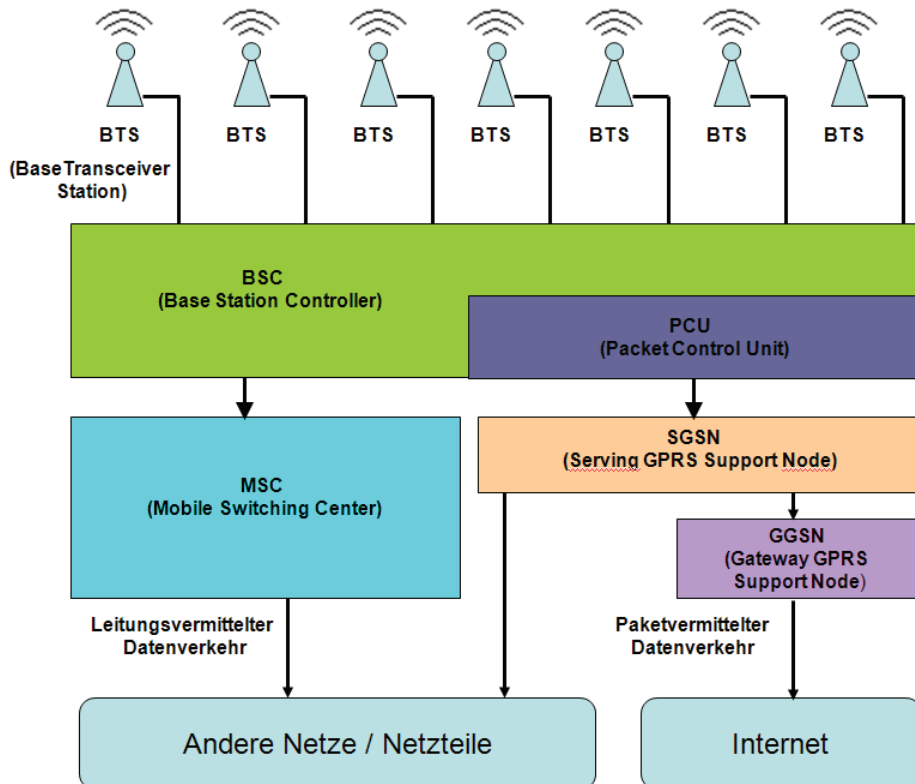 BTS
BTS
BTS
BTS
BTS
BTS
BTS
(Base Transceiver
Station)
BSC
(Base Station Controller)
PCU
(Packet Control Unit)
MSC
(Mobile Switching Center)
SGSN
(Serving GPRS Support Node)
GGSN
(Gateway GPRS
Support Node)
Leitungsvermittelter
Datenverkehr
Paketvermittelter
Datenverkehr
Andere Netze / Netzteile
Internet